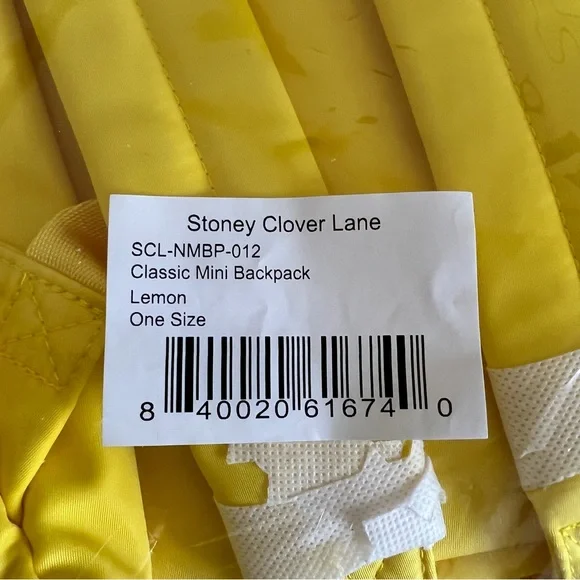 Stoney Clover Lane
SCL-NMBP-012
Classic Mini Backpack
Lemon
One Size
8 40020 61674 0